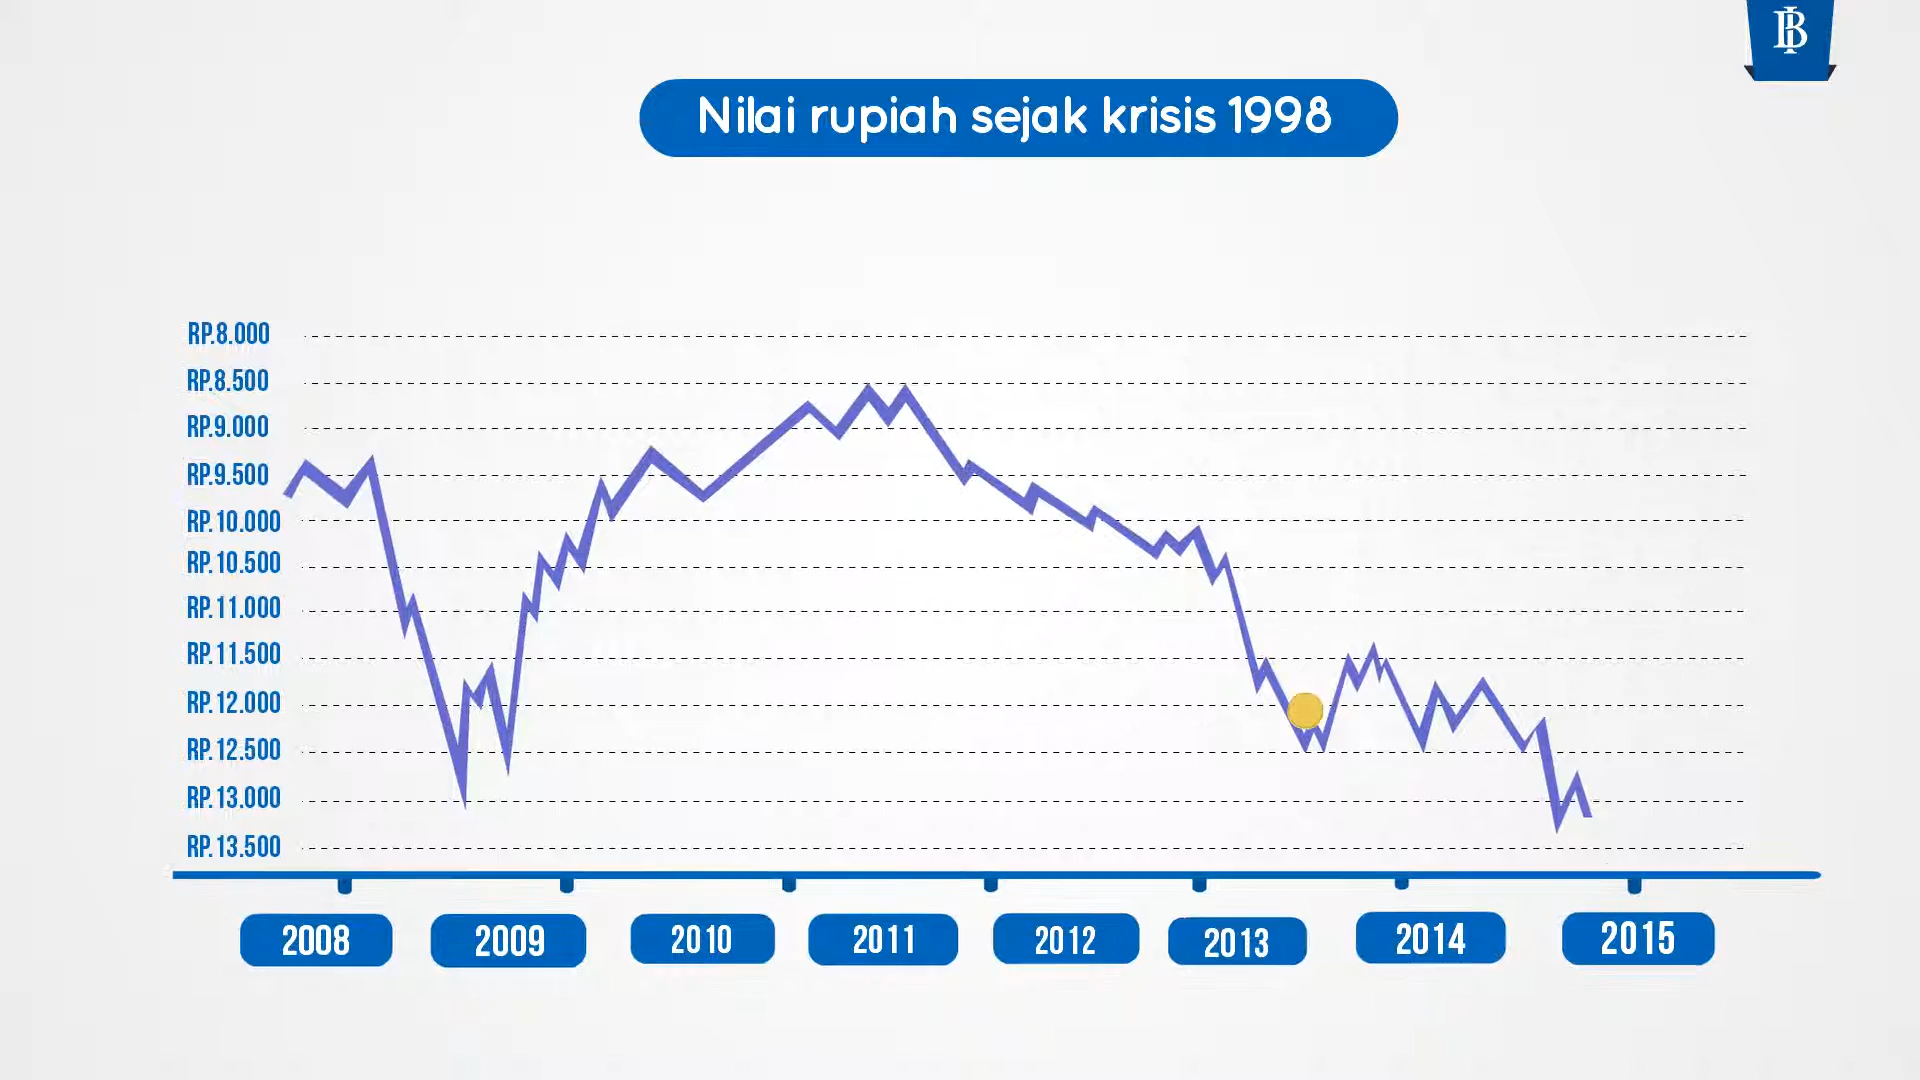 Nilai rupiah sejak krisis 1998
RP.8.000
RP.8.500
RP.9.000
RP.9.500
RP.10.000
RP.10.500
RP.11.000
RP.11.500
RP.12.000
RP.12.500
RP.13.000
RP.13.500
2008 2009 2010 2011 2012 2013 2014 2015